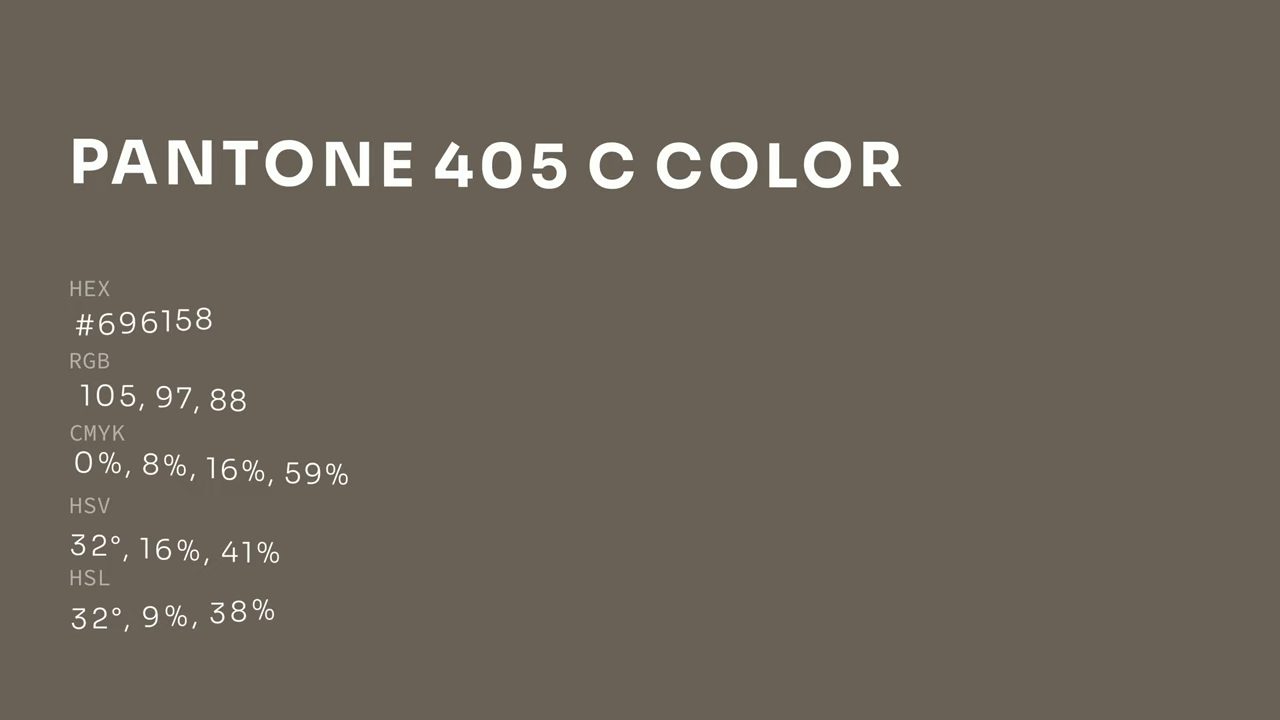 PANTONE 405 C COLOR
HEX
#696158
RGB
105, 97, 88
CMYK
0%, 8%, 16%, 59%
HSV
32°, 16%, 41%
HSL
32°, 9%, 38%